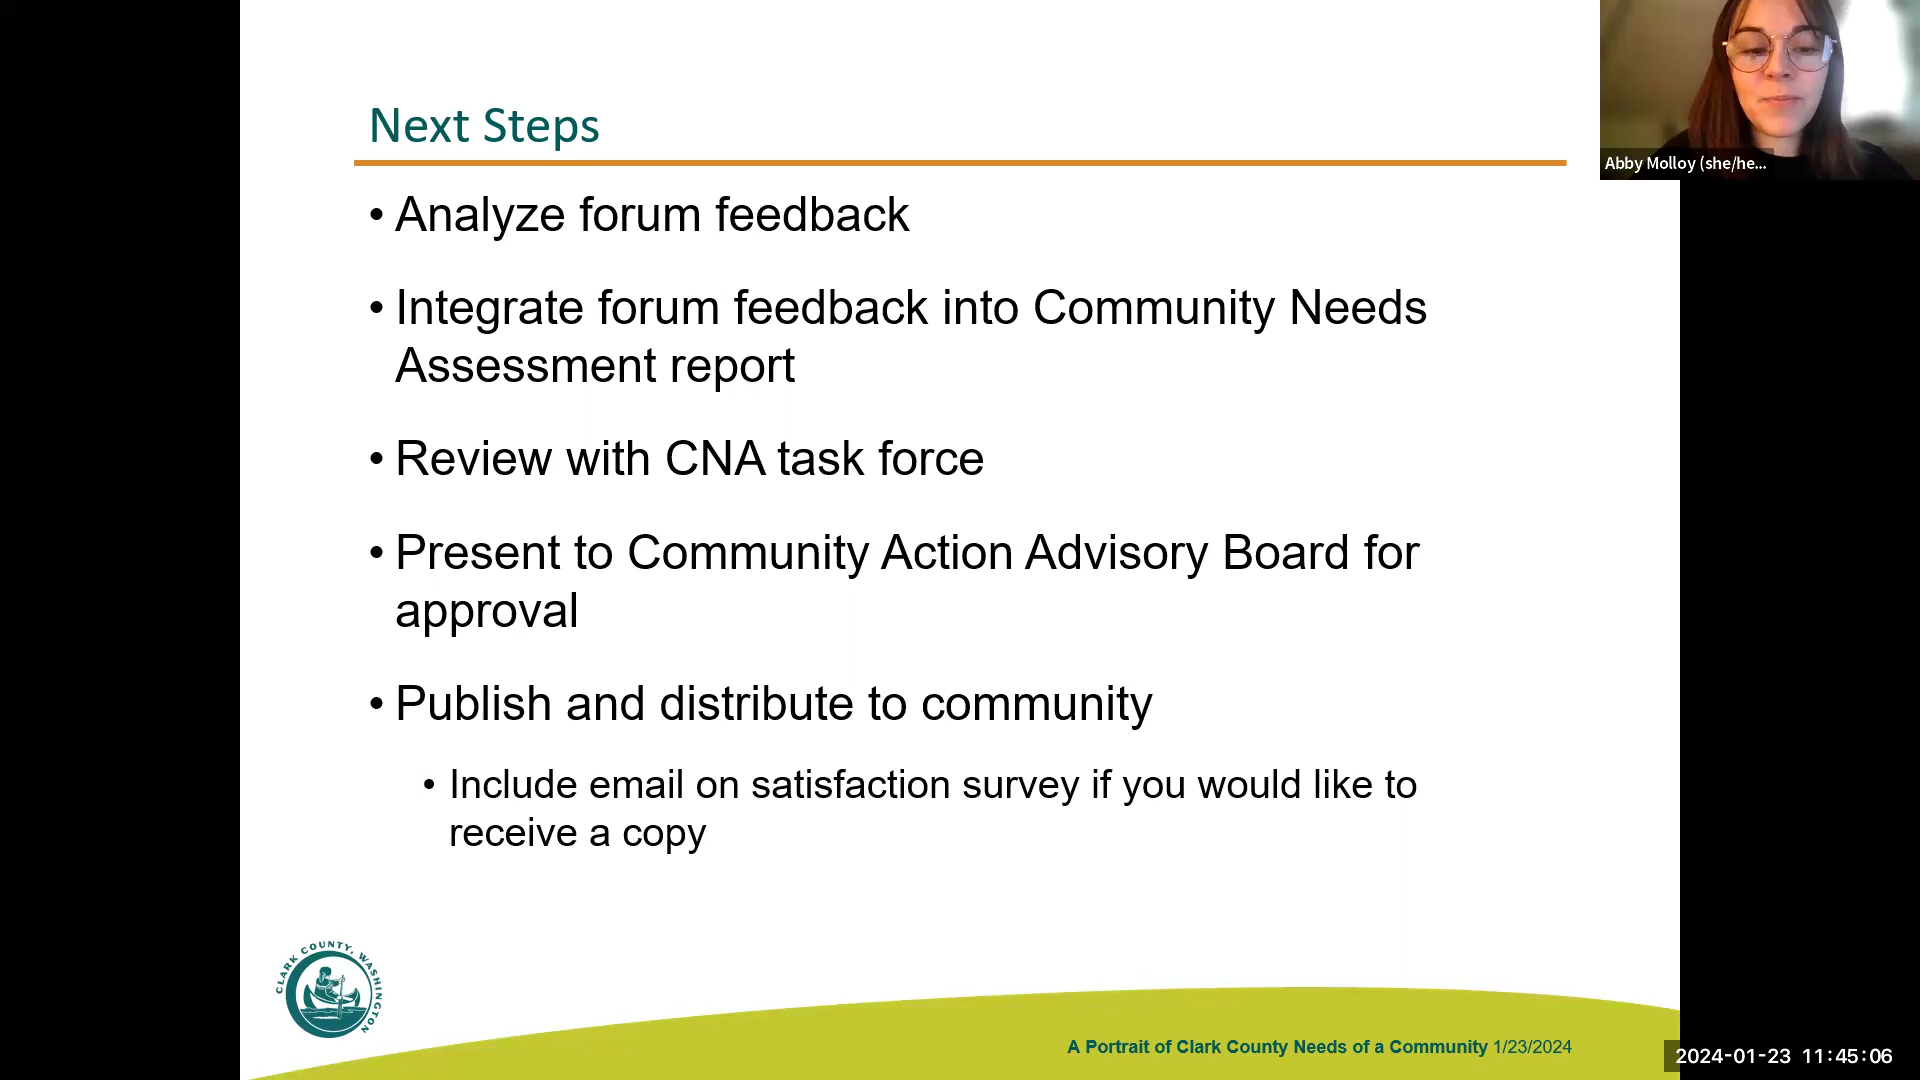 Next Steps
• Analyze forum feedback
• Integrate forum feedback into Community Needs
Assessment report
• Review with CNA task force
• Present to Community Action Advisory Board for
approval
• Publish and distribute to community
• Include email on satisfaction survey if you would like to
receive a copy
CLARK COUNTY, WASHINGTON
A Portrait of Clark County Needs of a Community 1/23/2024
Abby Molloy (she/he...
2024-01-23 11:45:06